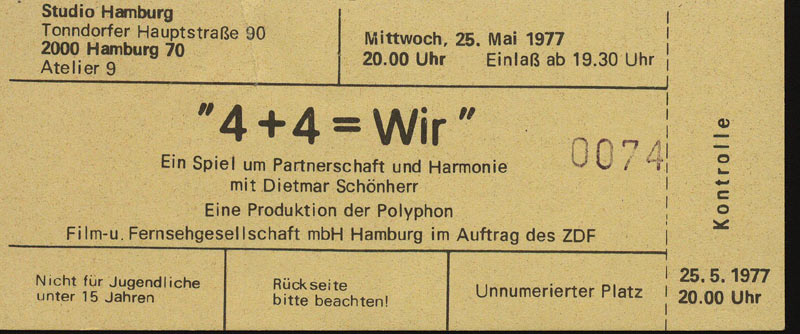 Studio Hamburg
Tonndorfer Hauptstraße 90
2000 Hamburg 70
Atelier 9
Mittwoch, 25. Mai 1977
20.00 Uhr Einlaß ab 19.30 Uhr
"4+4=Wir"
Ein Spiel um Partnerschaft und Harmonie
mit Dietmar Schönherr
0074
Eine Produktion der Polyphon
Film-u. Fernsehgesellschaft mbH Hamburg im Auftrag des ZDF
Nicht für Jugendliche
unter 15 Jahren
Rückseite
bitte beachten!
Unnumerierter Platz
Kontrolle
25.5.1977
20.00 Uhr